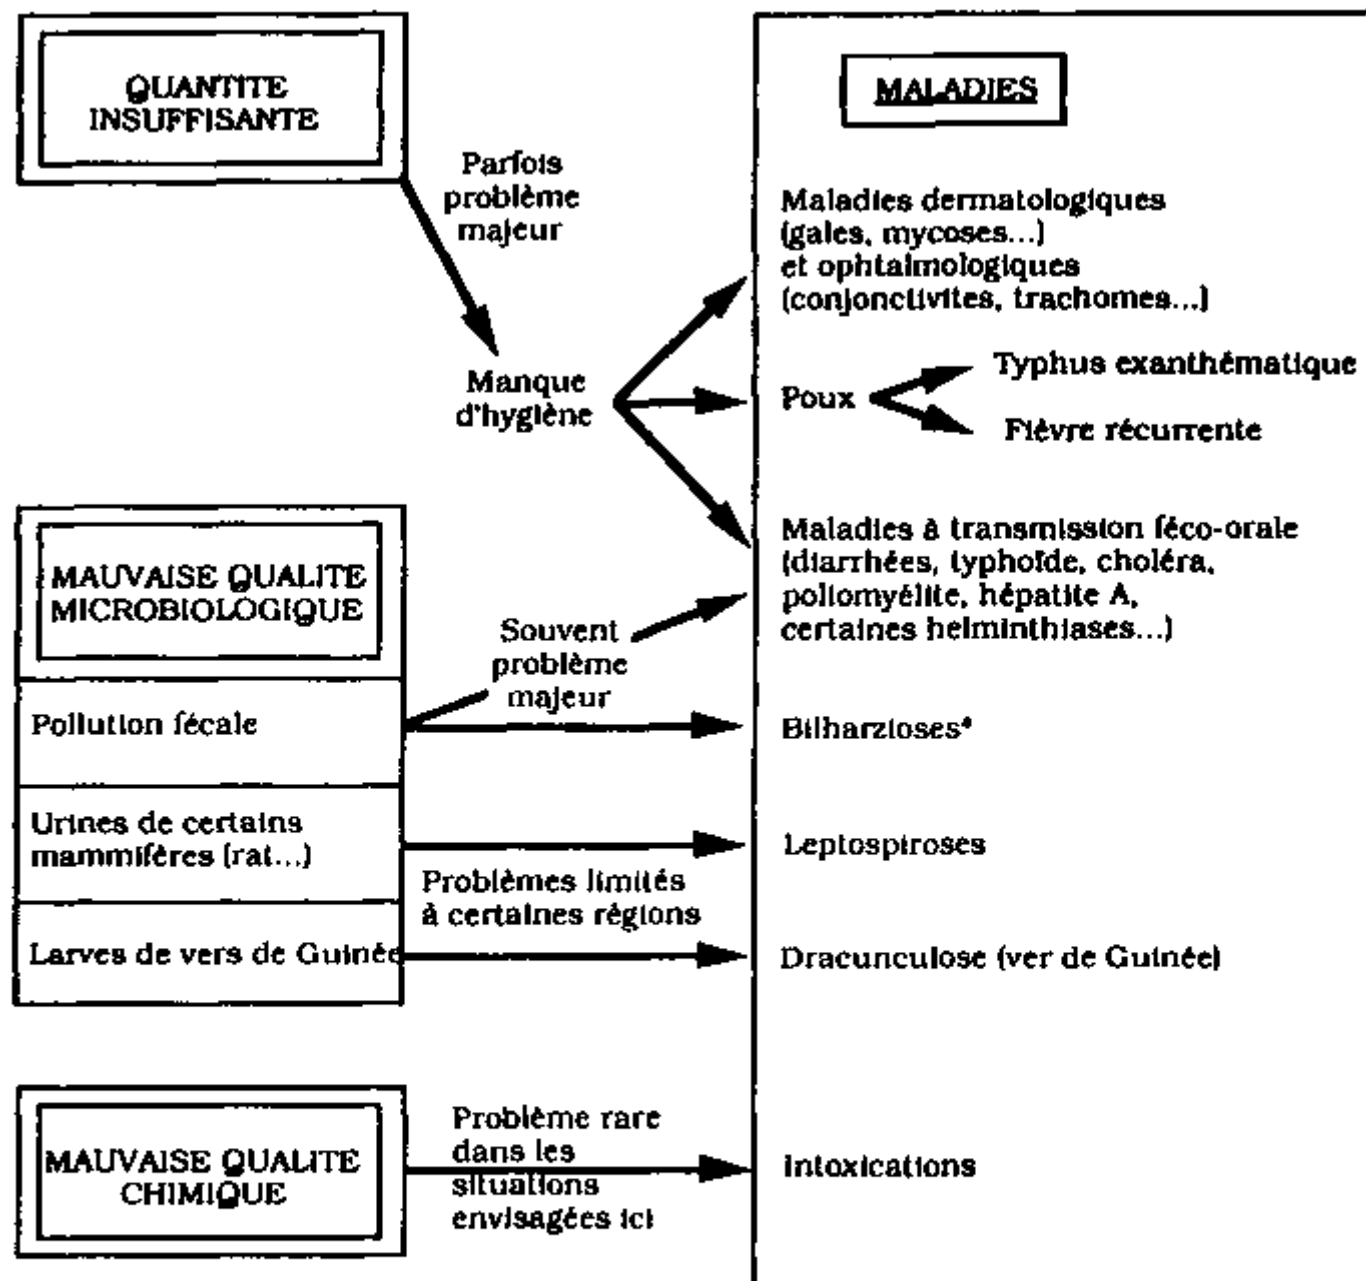 QUANTITE
INSUFFISANTE
MALADIES
Parfois
problème
majeur
Maladies dermatologiques
(gales, mycoses...)
et ophtalmologiques
(conjonctivites, trachomes...)
Manque
d'hygiène
Poux
Typhus exanthématique
Fièvre récurrente
MAUVAISE QUALITE
MICROBIOLOGIQUE
Maladies à transmission féco-orale
(diarrhées, typhoïde, choléra,
poliomyélite, hépatite A,
certaines helminthiases...)
Souvent
problème
majeur
Pollution fécale
Bilharzioses*
Urines de certains
mammifères (rat...)
Leptospiroses
Problèmes limités
à certaines régions
Larves de vers de Guinée
Dracunculose (ver de Guinée)
MAUVAISE QUALITE
CHIMIQUE
Problème rare
dans les
situations
envisagées ici
Intoxications